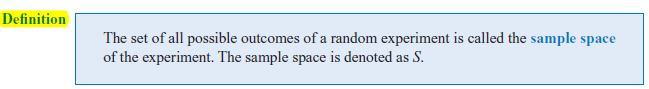 Definition
The set of all possible outcomes of a random experiment is called the sample space
of the experiment. The sample space is denoted as S.